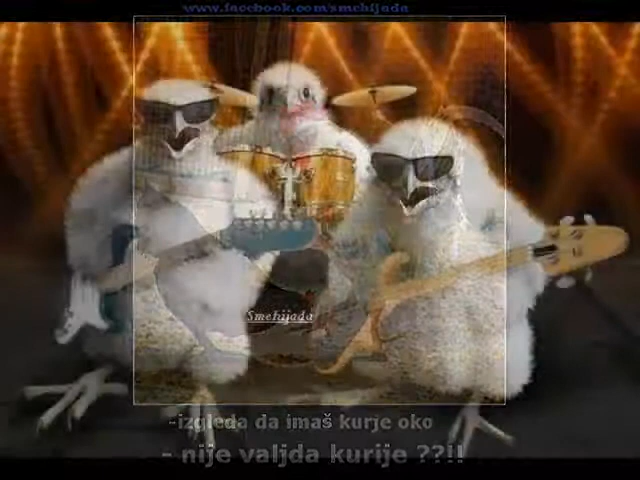 www.facebook.com/smehijada
Smehijada
-izgleda da imaš kurje oko
- nije valjda kurije ??!!